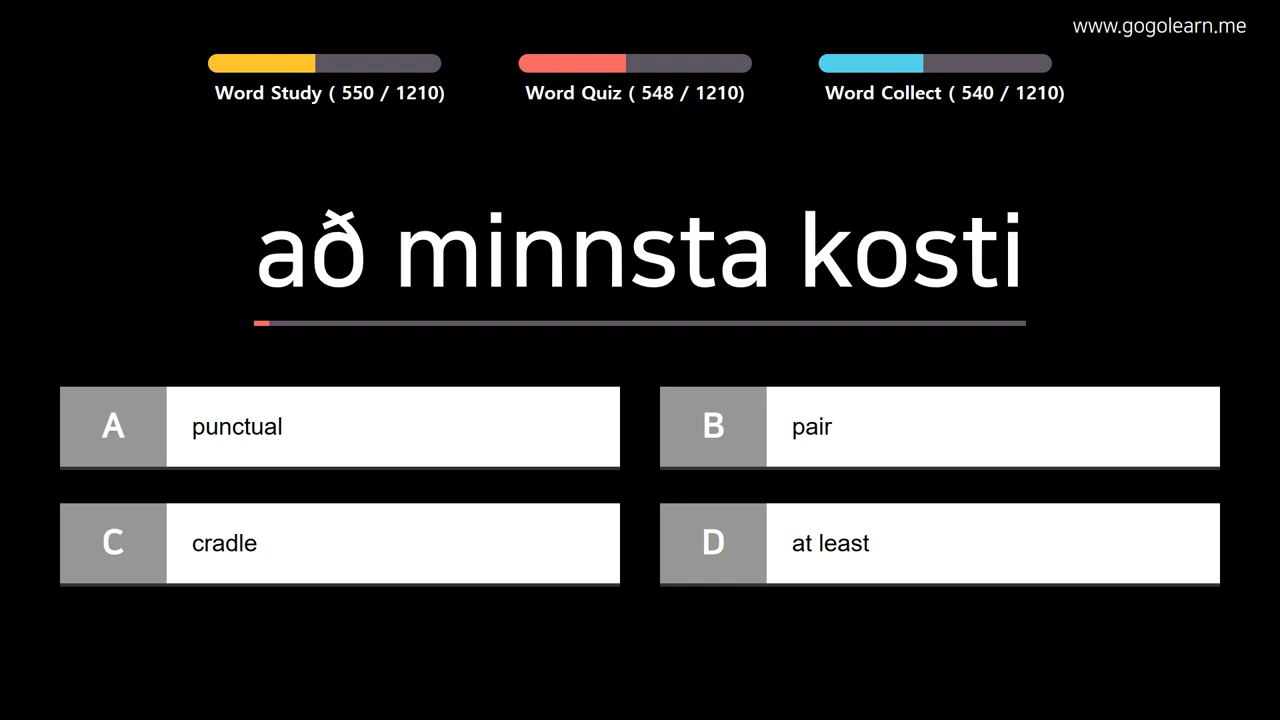 www.gogolearn.me
Word Study ( 550 / 1210)
Word Quiz ( 548 / 1210)
Word Collect ( 540 / 1210)
að minnsta kosti
A punctual
B pair
C cradle
D at least